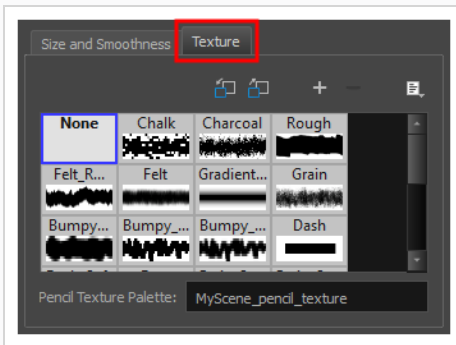 Size and Smoothness Texture
None Chalk Charcoal Rough
Felt_R... Felt Gradient... Grain
Bumpy... Bumpy_... Bumpy_... Dash
Pencil Texture Palette: MyScene_pencil_texture